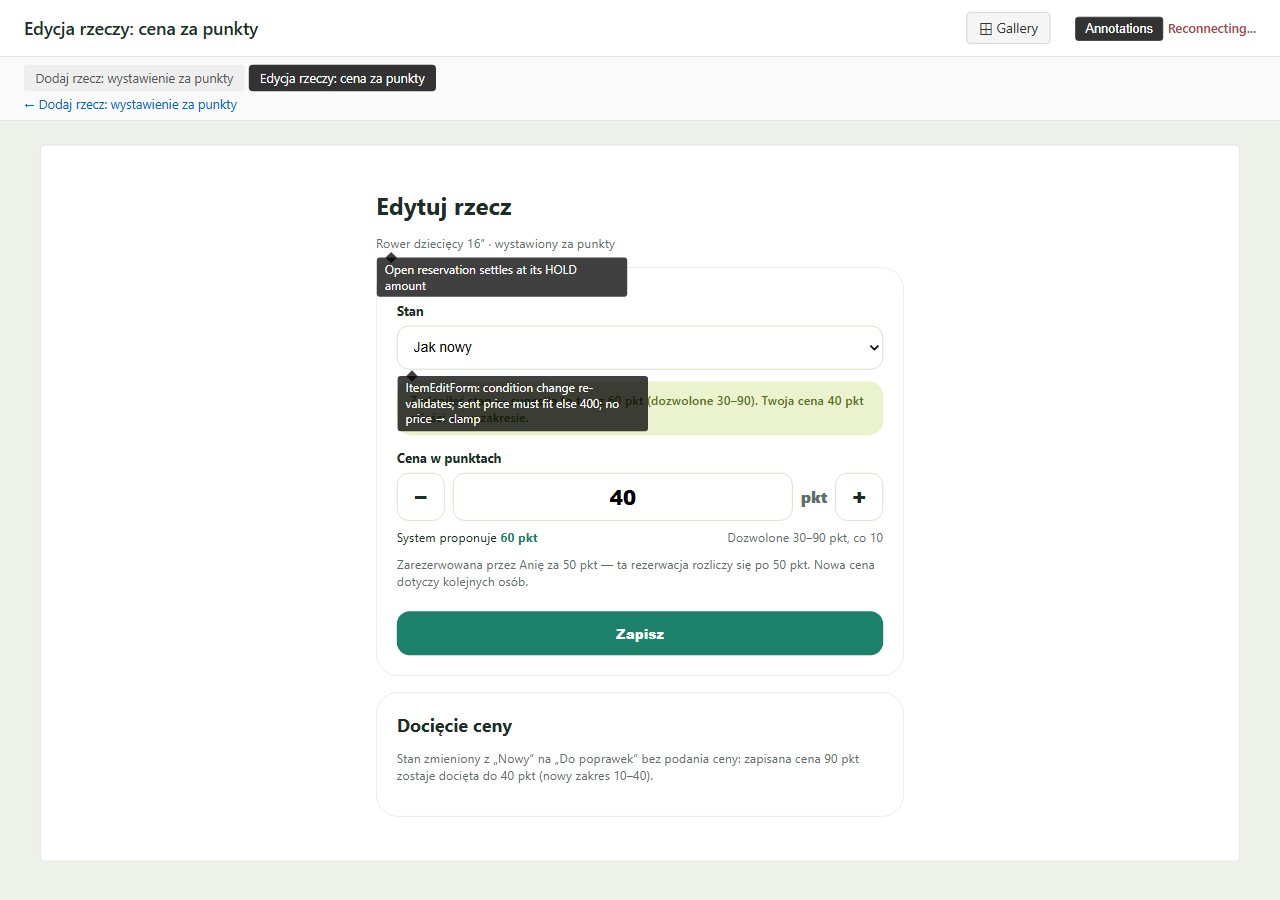 Edycja rzeczy: cena za punkty
Gallery
Annotations
Reconnecting...
Dodaj rzecz: wystawienie za punkty
Edycja rzeczy: cena za punkty
← Dodaj rzecz: wystawienie za punkty
Edytuj rzecz
Rower dziecięcy 16″ · wystawiony za punkty
Open reservation settles at its HOLD
amount
Stan
Jak nowy
ItemEditForm: condition change re-
validates; sent price must fit else 400; no
price → clamp
60 pkt (dozwolone 30–90). Twoja cena 40 pkt
zakresie.
Cena w punktach
−
40
pkt
+
System proponuje 60 pkt
Dozwolone 30–90 pkt, co 10
Zarezerwowana przez Anię za 50 pkt — ta rezerwacja rozliczy się po 50 pkt. Nowa cena
dotyczy kolejnych osób.
Zapisz
Docięcie ceny
Stan zmieniony z „Nowy” na „Do poprawek” bez podania ceny: zapisana cena 90 pkt
zostaje docięta do 40 pkt (nowy zakres 10–40).